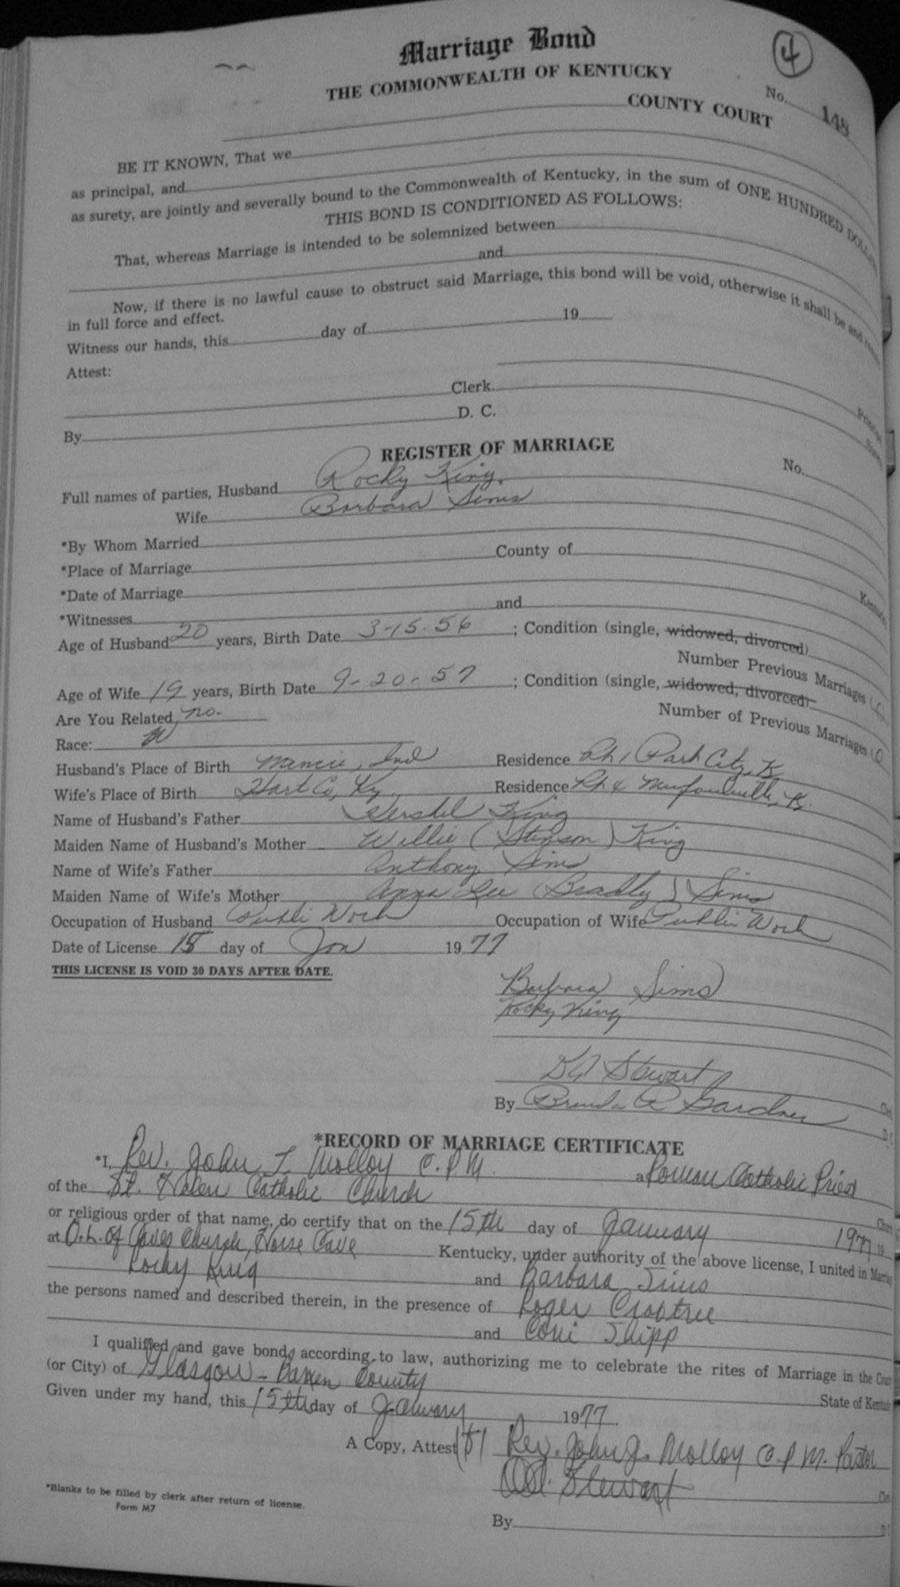 Marriage Bond
4
THE COMMONWEALTH OF KENTUCKY
No. 148
COUNTY COURT
BE IT KNOWN, That we
as principal, and
as surety, are jointly and severally bound to the Commonwealth of Kentucky, in the sum of ONE HUNDRED
THIS BOND IS CONDITIONED AS FOLLOWS:
That, whereas Marriage is intended to be solemnized between
and
Now, if there is no lawful cause to obstruct said Marriage, this bond will be void, otherwise it shall be and
in full force and effect.
Witness our hands, this day of 19
Attest:
Clerk.
By D. C.
REGISTER OF MARRIAGE
No.
Full names of parties, Husband Rocky King.
Wife Barbara Sims
*By Whom Married
*Place of Marriage County of
*Date of Marriage
*Witnesses and
Age of Husband 20 years, Birth Date 3-15-56 ; Condition (single, widowed, divorced)
Number Previous Marriages (
Age of Wife 19 years, Birth Date 9-20-57 ; Condition (single, widowed, divorced)
Number of Previous Marriages (0
Are You Related no.
Race: W
Husband's Place of Birth Muncie, Ind Residence Rh 1 Park City, K
Wife's Place of Birth Hart Co, Ky. Residence
Name of Husband's Father Hershel King
Maiden Name of Husband's Mother Willie (Stinson) King
Name of Wife's Father Anthony Sims
Maiden Name of Wife's Mother Anna Lee (Bradly) Sims
Occupation of Husband Public Work Occupation of Wife Public Work
Date of License 15 day of Jan 1977
THIS LICENSE IS VOID 30 DAYS AFTER DATE.
Barbara Sims
Rocky King
Stewart
By Brenda Gardner
*RECORD OF MARRIAGE CERTIFICATE
*I, Rev. John J. Molloy C.P.M. a Roman Catholic Priest
of the St. Helen Catholic Church
or religious order of that name, do certify that on the 15th day of January 1977
at O.L. of Caves Church, Horse Cave Kentucky, under authority of the above license, I united in
Rocky King and Barbara Sims
the persons named and described therein, in the presence of Roger Crabtree
and Shipp
I qualified and gave bond, according to law, authorizing me to celebrate the rites of Marriage in the
(or City) of Glasgow - Barren County State of
Given under my hand, this 15th day of January 1977
A Copy, Attest Rev. John J. Molloy C.P.M. Pastor
Stewart
*Blanks to be filled by clerk after return of license.
Form M7
By